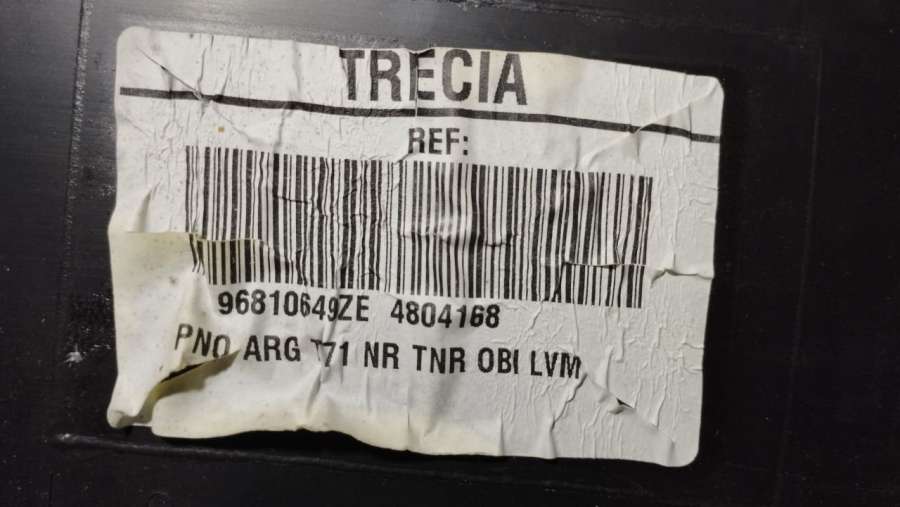 TRECIA
REF:
96810649ZE 4804168
PNO ARG T71 NR TNR OBI LVM